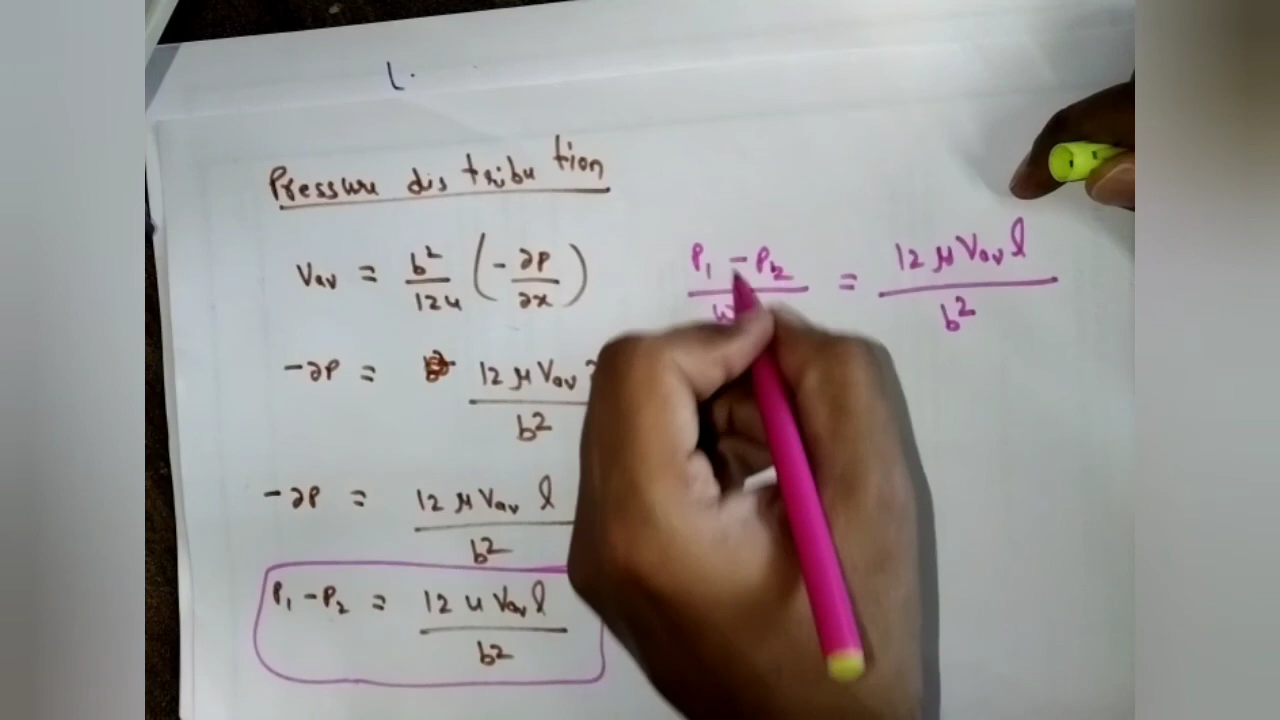 Pressure distribution
Vav = b²/12u (-∂P/∂x)
-∂P = 12 μ Vav / b²
-∂P = 12 μ Vav l / b²
P₁ - P₂ = 12 u Vav l / b²
P₁ - P₂ / w = 12 μ Vav l / b²